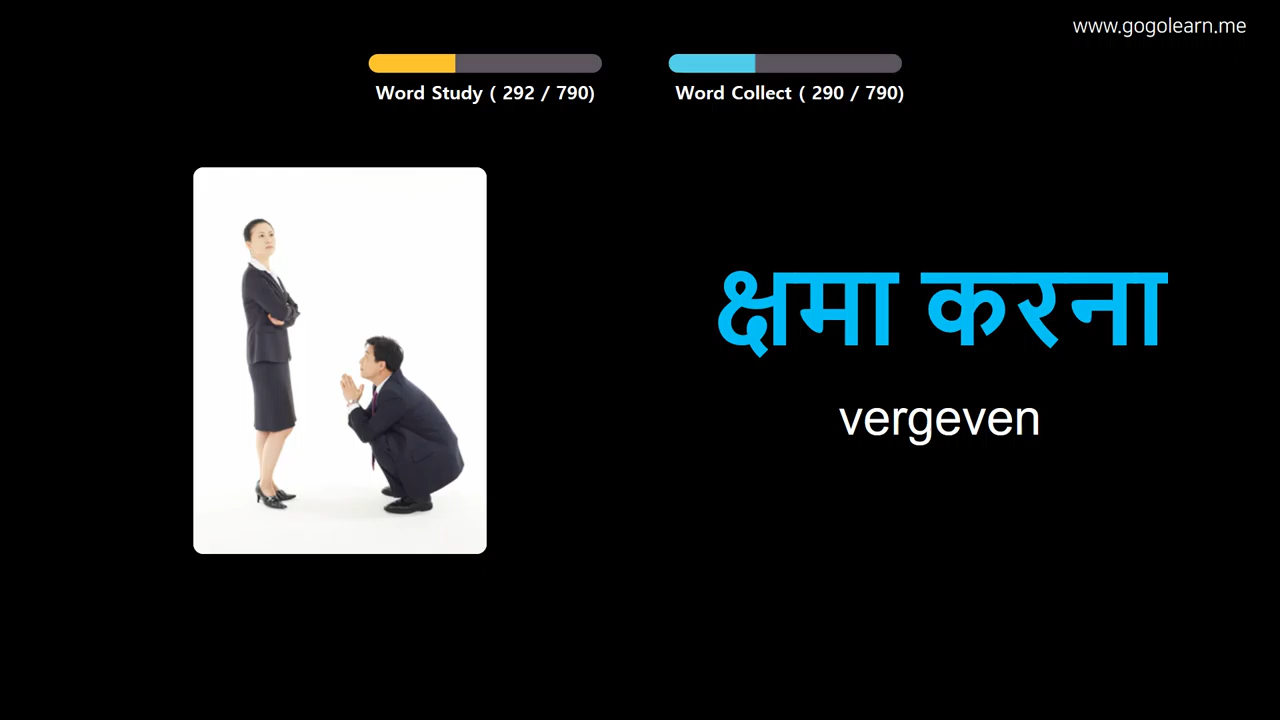 www.gogolearn.me
Word Study ( 292 / 790)
Word Collect ( 290 / 790)
क्षमा करना
vergeven